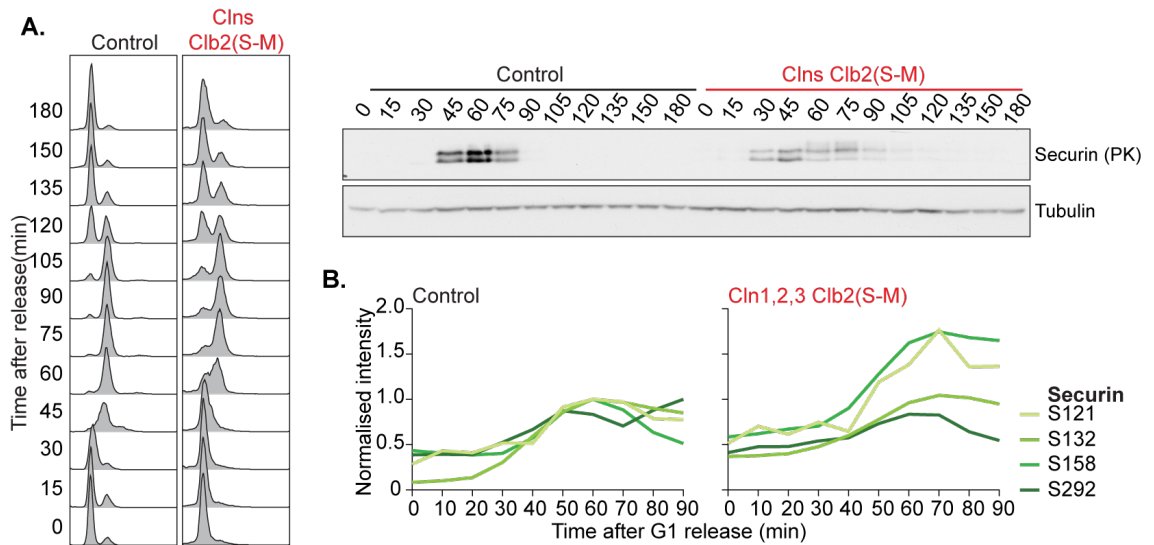 A.
Control
Clns
Clb2(S-M)
Time after release(min)
180
150
135
120
105
90
75
60
45
30
15
0
Control
Clns Clb2(S-M)
0 15 30 45 60 75 90 105 120 135 150 180 0 15 30 45 60 75 90 105 120 135 150 180
Securin (PK)
Tubulin
B.
Control
Cln1,2,3 Clb2(S-M)
Normalised intensity
2.0
1.5
1.0
0.5
0
0 10 20 30 40 50 60 70 80 90
0 10 20 30 40 50 60 70 80 90
Time after G1 release (min)
Securin
S121
S132
S158
S292